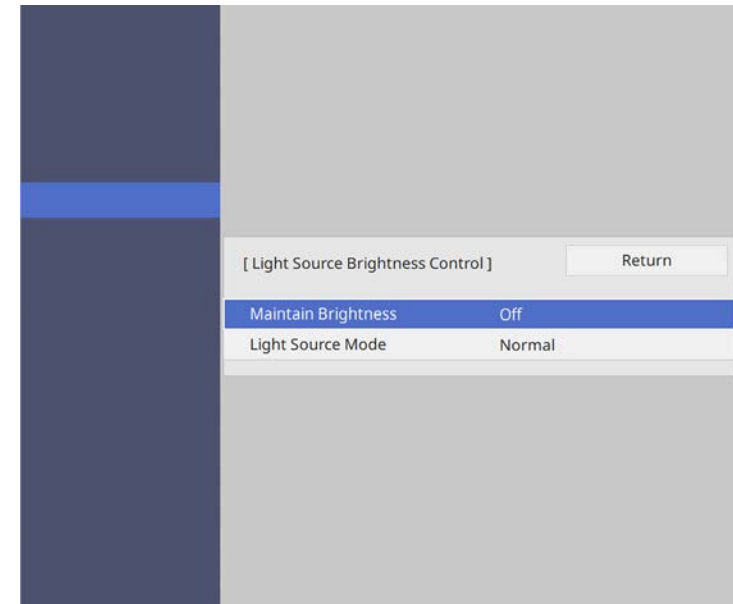 [ Light Source Brightness Control ] Return
Maintain Brightness Off
Light Source Mode Normal